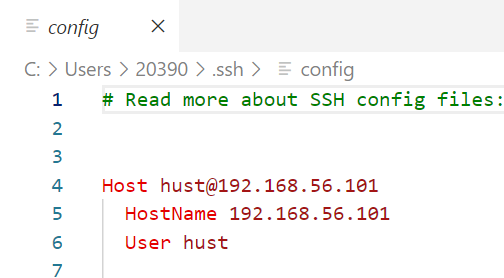 config
C: > Users > 20390 > .ssh > config
1 # Read more about SSH config files:
2
3
4 Host hust@192.168.56.101
5 HostName 192.168.56.101
6 User hust
7